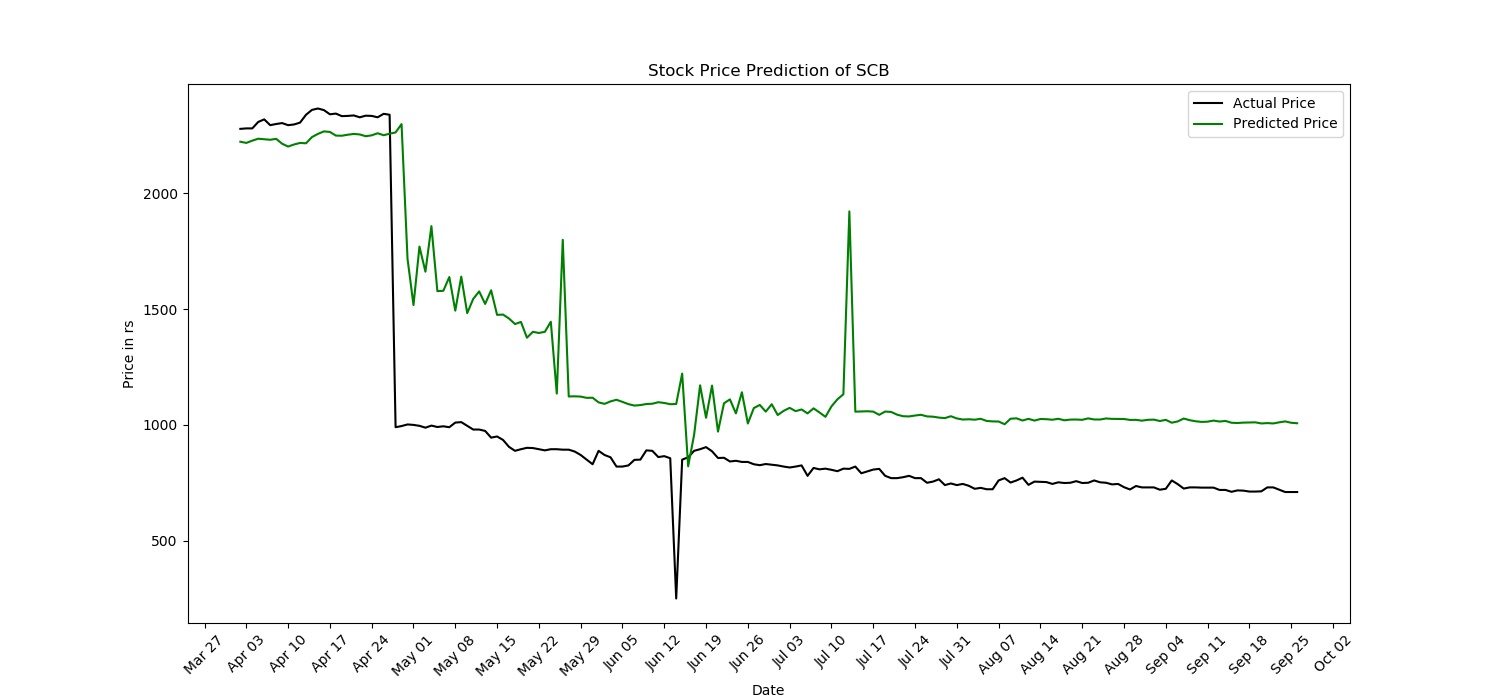 Stock Price Prediction of SCB
Actual Price
Predicted Price
Price in rs
2000
1500
1000
500
Mar 27
Apr 03
Apr 10
Apr 17
Apr 24
May 01
May 08
May 15
May 22
May 29
Jun 05
Jun 12
Jun 19
Jun 26
Jul 03
Jul 10
Jul 17
Jul 24
Jul 31
Aug 07
Aug 14
Aug 21
Aug 28
Sep 04
Sep 11
Sep 18
Sep 25
Oct 02
Date